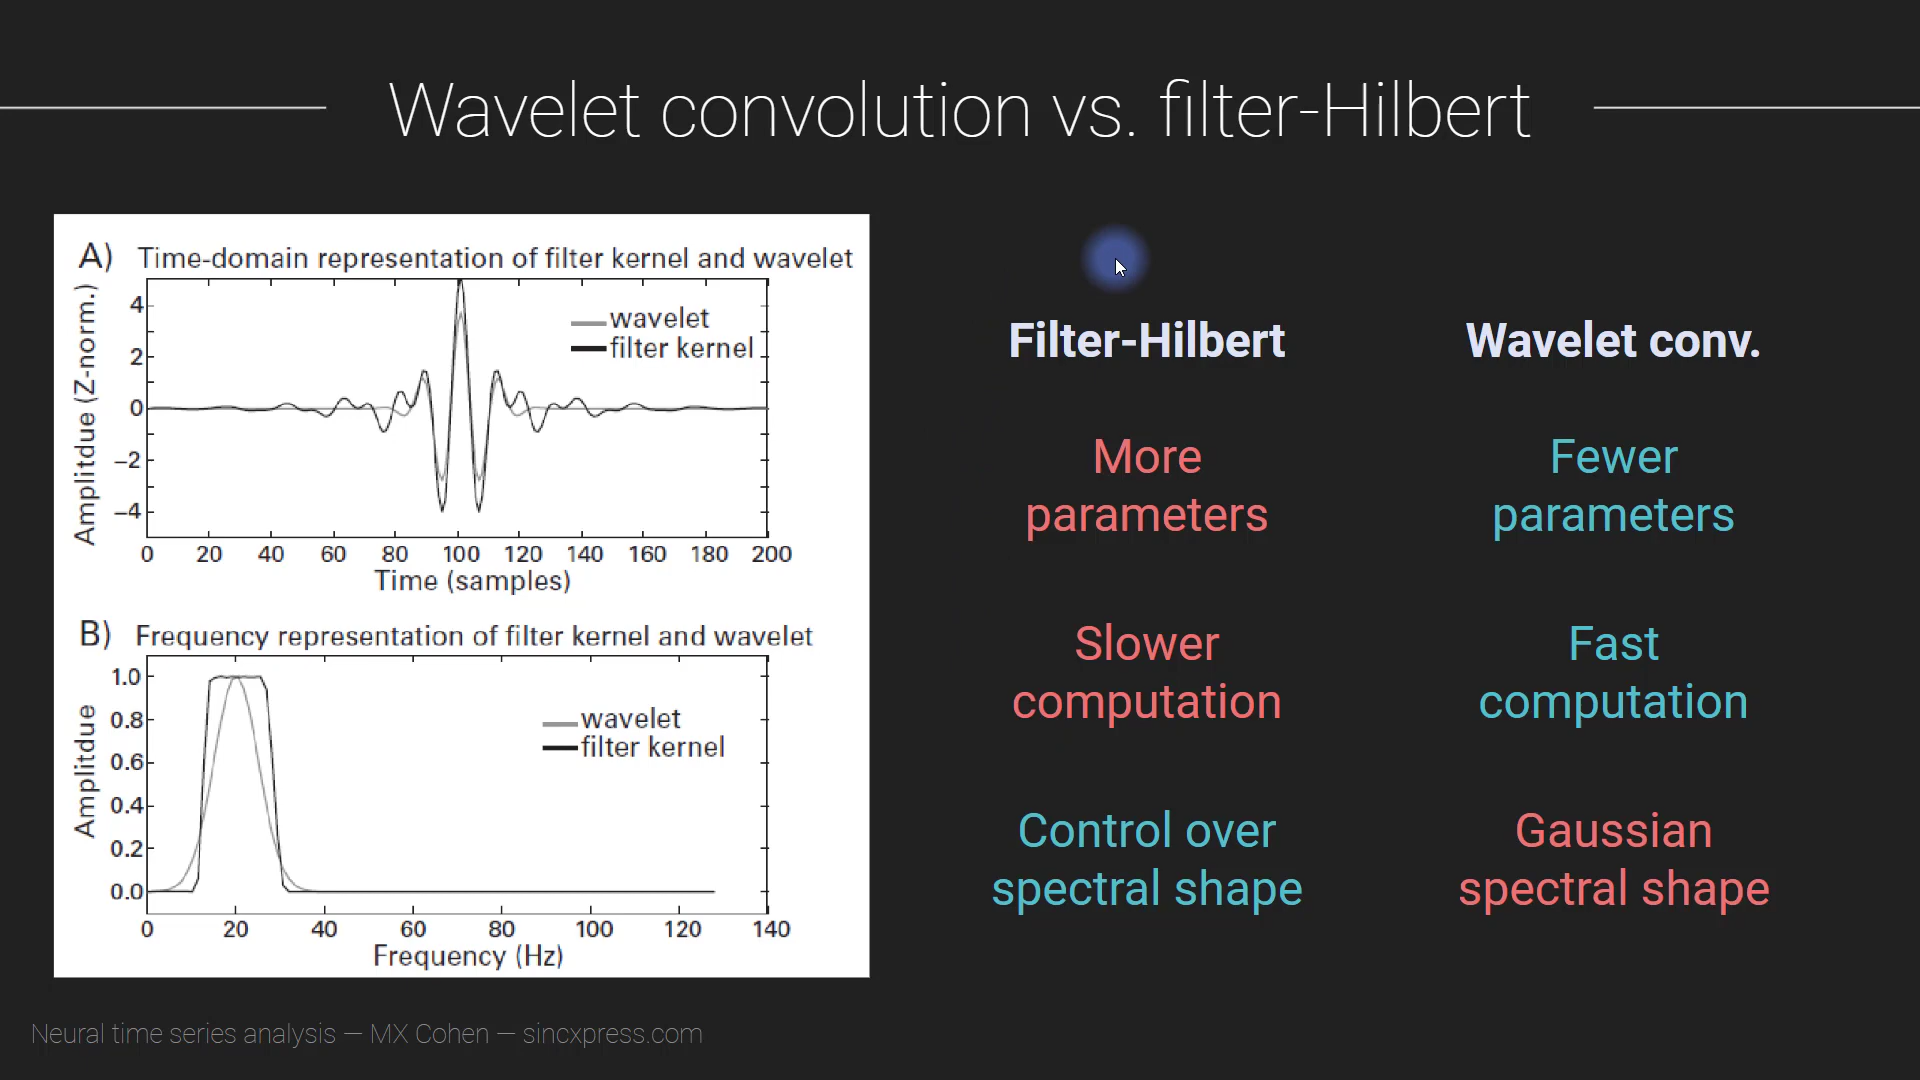 Wavelet convolution vs. filter-Hilbert
A) Time-domain representation of filter kernel and wavelet
Amplitdue (Z-norm.)
4
2
0
−2
−4
wavelet
filter kernel
0 20 40 60 80 100 120 140 160 180 200
Time (samples)
B) Frequency representation of filter kernel and wavelet
Amplitdue
1.0
0.8
0.6
0.4
0.2
0.0
wavelet
filter kernel
0 20 40 60 80 100 120 140
Frequency (Hz)
Filter-Hilbert
More
parameters
Slower
computation
Control over
spectral shape
Wavelet conv.
Fewer
parameters
Fast
computation
Gaussian
spectral shape
Neural time series analysis — MX Cohen — sincxpress.com